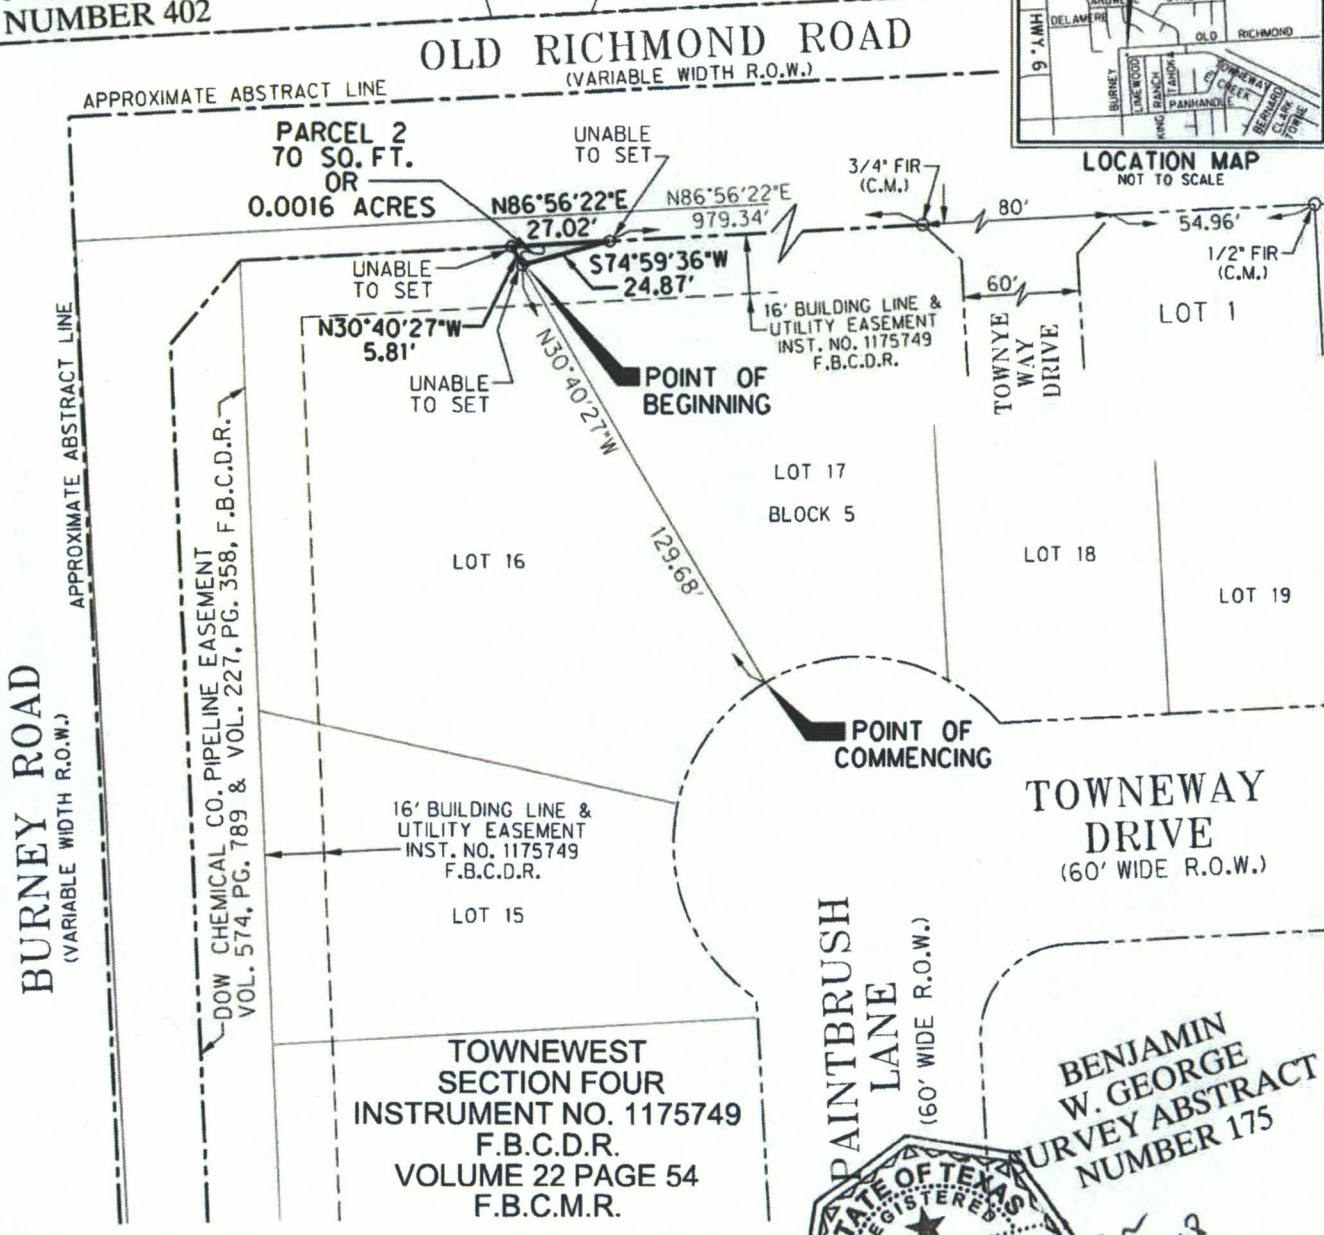 NUMBER 402
OLD RICHMOND ROAD
(VARIABLE WIDTH R.O.W.)
APPROXIMATE ABSTRACT LINE
HWY. 6
DELAMERE
OLD RICHMOND
BURNEY
LIMEWOOD
KING RANCH
TAHOKA
PANHANDLE
TOWNEWAY
CREEK
BERNARD
CLARK
TOWNE
LOCATION MAP
NOT TO SCALE
PARCEL 2
70 SQ. FT.
OR
0.0016 ACRES
UNABLE
TO SET
N86°56'22"E
27.02'
N86°56'22"E
979.34'
3/4" FIR
(C.M.)
80'
54.96'
1/2" FIR
(C.M.)
UNABLE
TO SET
S74°59'36"W
24.87'
N30°40'27"W
5.81'
UNABLE
TO SET
16' BUILDING LINE &
UTILITY EASEMENT
INST. NO. 1175749
F.B.C.D.R.
60'
TOWNYE
WAY
DRIVE
LOT 1
POINT OF
BEGINNING
N30°40'27"W
129.68'
APPROXIMATE ABSTRACT LINE
DOW CHEMICAL CO. PIPELINE EASEMENT
VOL. 574, PG. 789 & VOL. 227, PG. 358, F.B.C.D.R.
LOT 16
LOT 17
BLOCK 5
LOT 18
LOT 19
POINT OF
COMMENCING
BURNEY ROAD
(VARIABLE WIDTH R.O.W.)
16' BUILDING LINE &
UTILITY EASEMENT
INST. NO. 1175749
F.B.C.D.R.
LOT 15
TOWNEWAY
DRIVE
(60' WIDE R.O.W.)
PAINTBRUSH
LANE
(60' WIDE R.O.W.)
TOWNEWEST
SECTION FOUR
INSTRUMENT NO. 1175749
F.B.C.D.R.
VOLUME 22 PAGE 54
F.B.C.M.R.
BENJAMIN
W. GEORGE
SURVEY ABSTRACT
NUMBER 175
STATE OF TEXAS
REGISTERED